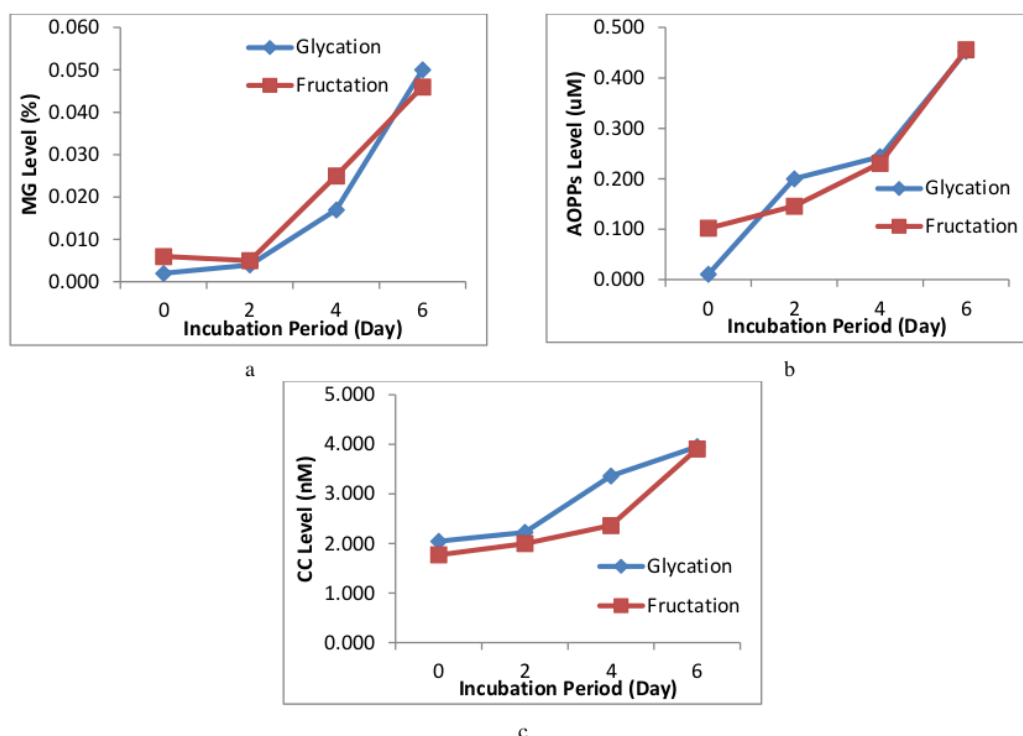 0.060
0.050
0.040
0.030
0.020
0.010
0.000
MG Level (%)
Glycation
Fructation
0 2 4 6
Incubation Period (Day)
a
0.500
0.400
0.300
0.200
0.100
0.000
AOPPs Level (uM)
Glycation
Fructation
0 2 4 6
Incubation Period (Day)
b
5.000
4.000
3.000
2.000
1.000
0.000
CC Level (nM)
Glycation
Fructation
0 2 4 6
Incubation Period (Day)
c